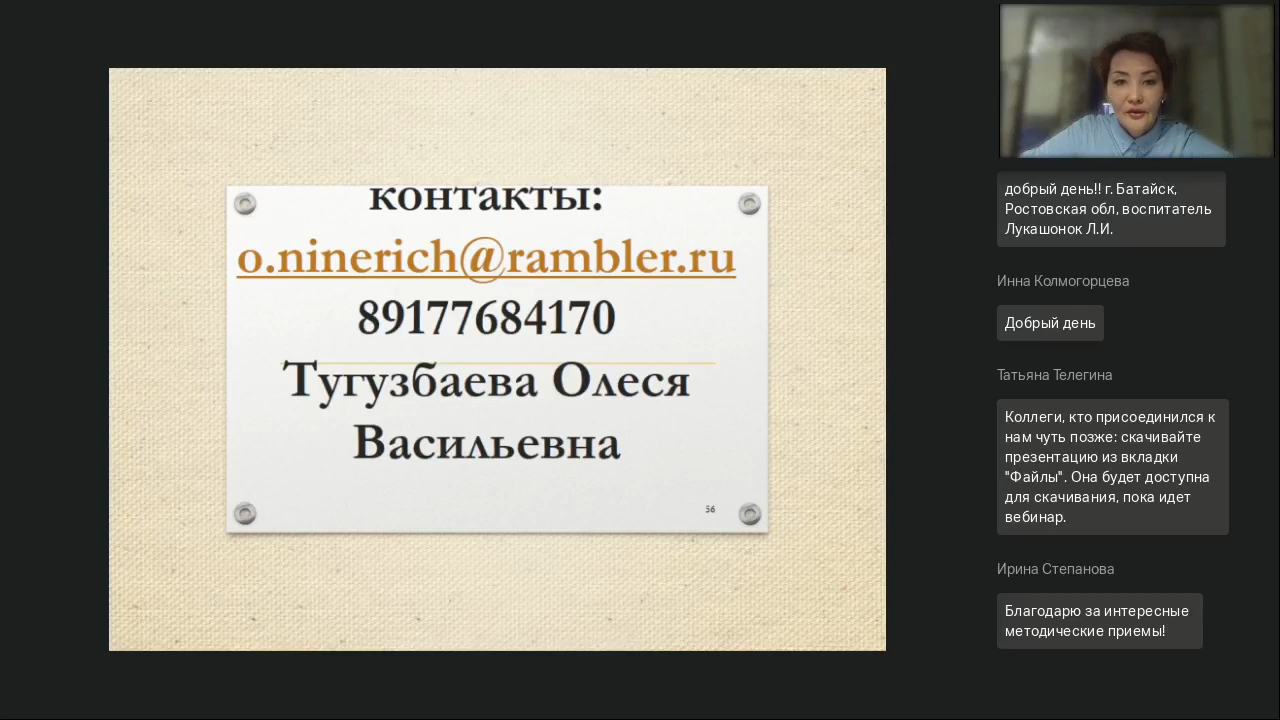 контакты:
o.ninerich@rambler.ru
89177684170
Тугузбаева Олеся
Васильевна
56
добрый день!! г. Батайск,
Ростовская обл, воспитатель
Лукашонок Л.И.
Инна Колмогорцева
Добрый день
Татьяна Телегина
Коллеги, кто присоединился к
нам чуть позже: скачивайте
презентацию из вкладки
"Файлы". Она будет доступна
для скачивания, пока идет
вебинар.
Ирина Степанова
Благодарю за интересные
методические приемы!